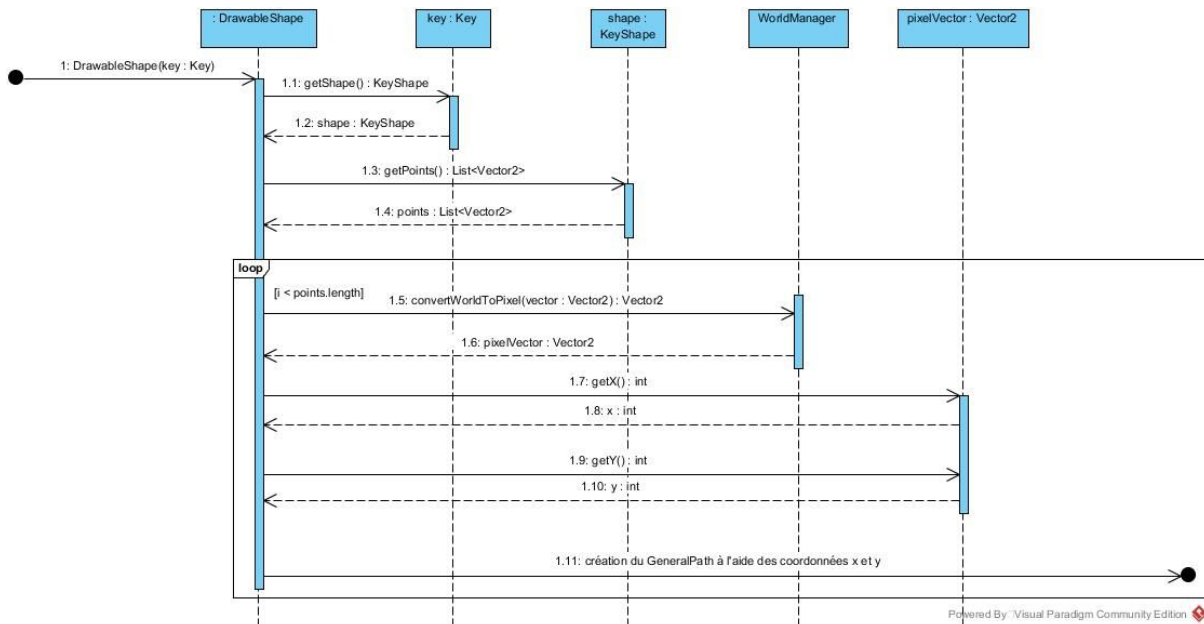 : DrawableShape
key : Key
shape :
KeyShape
WorldManager
pixelVector : Vector2
1: DrawableShape(key : Key)
1.1: getShape() : KeyShape
1.2: shape : KeyShape
1.3: getPoints() : List<Vector2>
1.4: points : List<Vector2>
loop
[i < points.length]
1.5: convertWorldToPixel(vector : Vector2) : Vector2
1.6: pixelVector : Vector2
1.7: getX() : int
1.8: x : int
1.9: getY() : int
1.10: y : int
1.11: création du GeneralPath à l'aide des coordonnées x et y
Powered By Visual Paradigm Community Edition